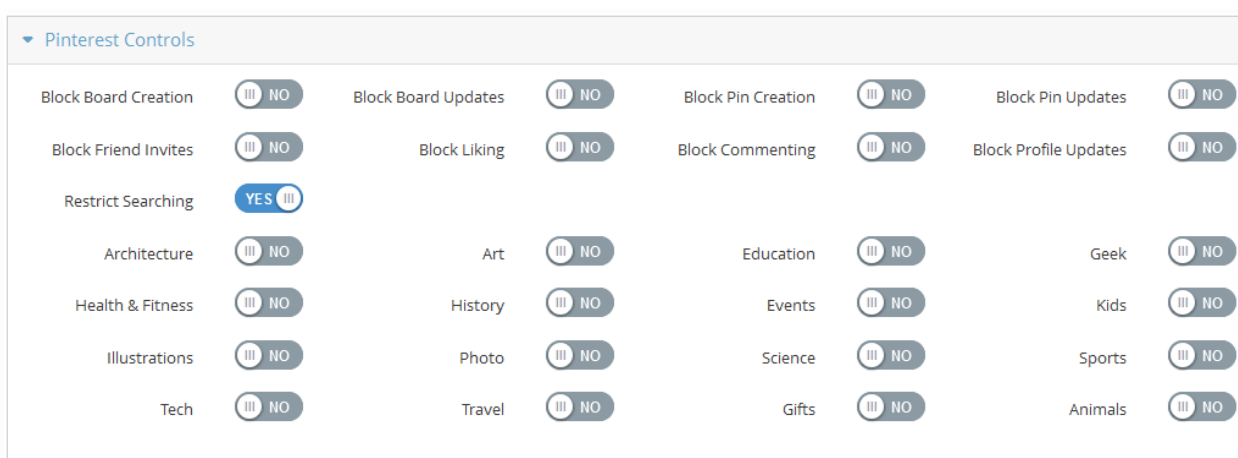 Pinterest Controls
Block Board Creation NO Block Board Updates NO Block Pin Creation NO Block Pin Updates NO
Block Friend Invites NO Block Liking NO Block Commenting NO Block Profile Updates NO
Restrict Searching YES
Architecture NO Art NO Education NO Geek NO
Health & Fitness NO History NO Events NO Kids NO
Illustrations NO Photo NO Science NO Sports NO
Tech NO Travel NO Gifts NO Animals NO